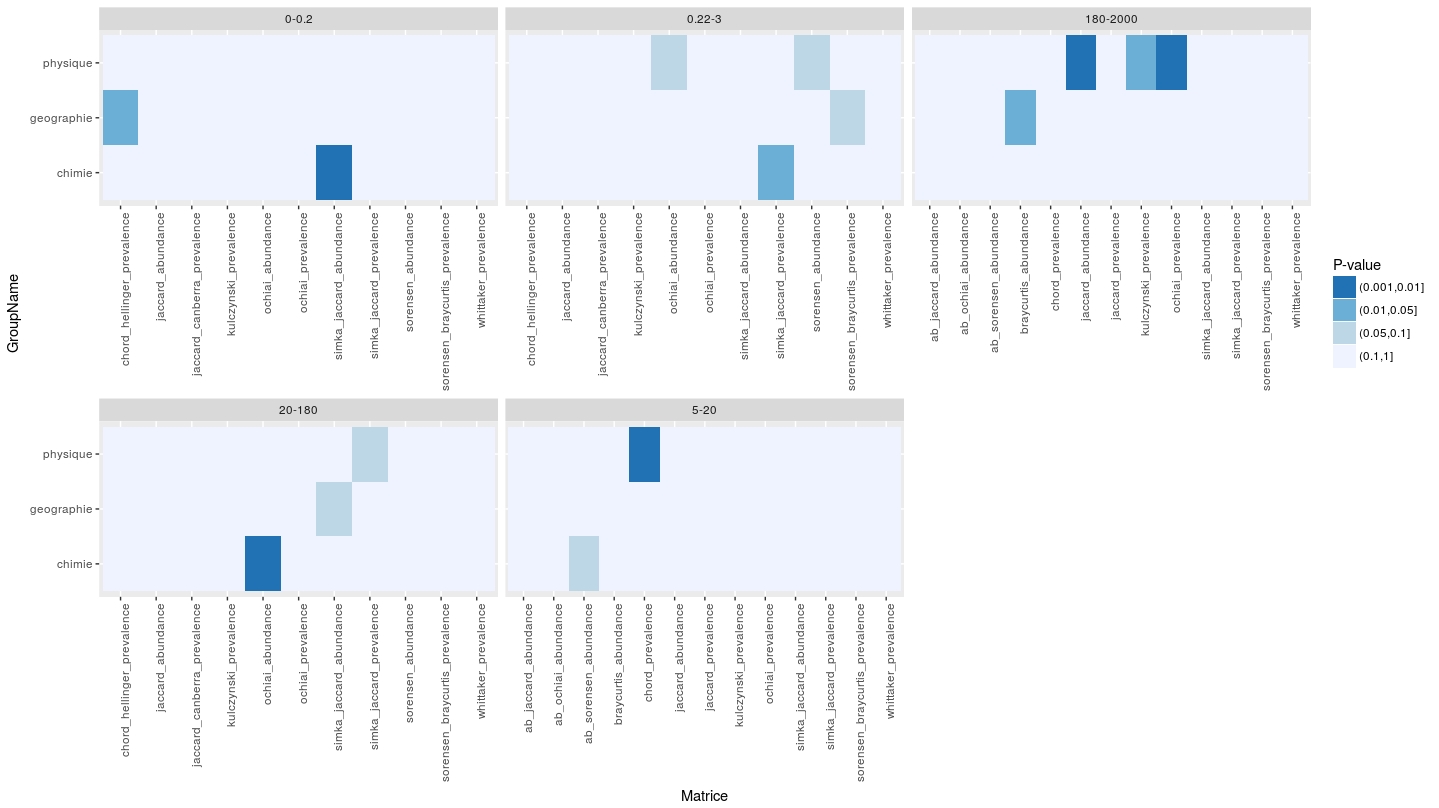 0-0.2
0.22-3
180-2000
physique
geographie
chimie
chord_hellinger_prevalence
jaccard_abundance
jaccard_canberra_prevalence
kulczynski_prevalence
ochiai_abundance
ochiai_prevalence
simka_jaccard_abundance
simka_jaccard_prevalence
sorensen_abundance
sorensen_braycurtis_prevalence
whittaker_prevalence
chord_hellinger_prevalence
jaccard_abundance
jaccard_canberra_prevalence
kulczynski_prevalence
ochiai_abundance
ochiai_prevalence
simka_jaccard_abundance
simka_jaccard_prevalence
sorensen_abundance
sorensen_braycurtis_prevalence
whittaker_prevalence
ab_jaccard_abundance
ab_ochiai_abundance
ab_sorensen_abundance
braycurtis_abundance
chord_prevalence
jaccard_abundance
jaccard_prevalence
kulczynski_prevalence
ochiai_prevalence
simka_jaccard_abundance
simka_jaccard_prevalence
sorensen_braycurtis_prevalence
whittaker_prevalence
GroupName
P-value
(0.001,0.01]
(0.01,0.05]
(0.05,0.1]
(0.1,1]
20-180
5-20
physique
geographie
chimie
chord_hellinger_prevalence
jaccard_abundance
jaccard_canberra_prevalence
kulczynski_prevalence
ochiai_abundance
ochiai_prevalence
simka_jaccard_abundance
simka_jaccard_prevalence
sorensen_abundance
sorensen_braycurtis_prevalence
whittaker_prevalence
ab_jaccard_abundance
ab_ochiai_abundance
ab_sorensen_abundance
braycurtis_abundance
chord_prevalence
jaccard_abundance
jaccard_prevalence
kulczynski_prevalence
ochiai_prevalence
simka_jaccard_abundance
simka_jaccard_prevalence
sorensen_braycurtis_prevalence
whittaker_prevalence
Matrice